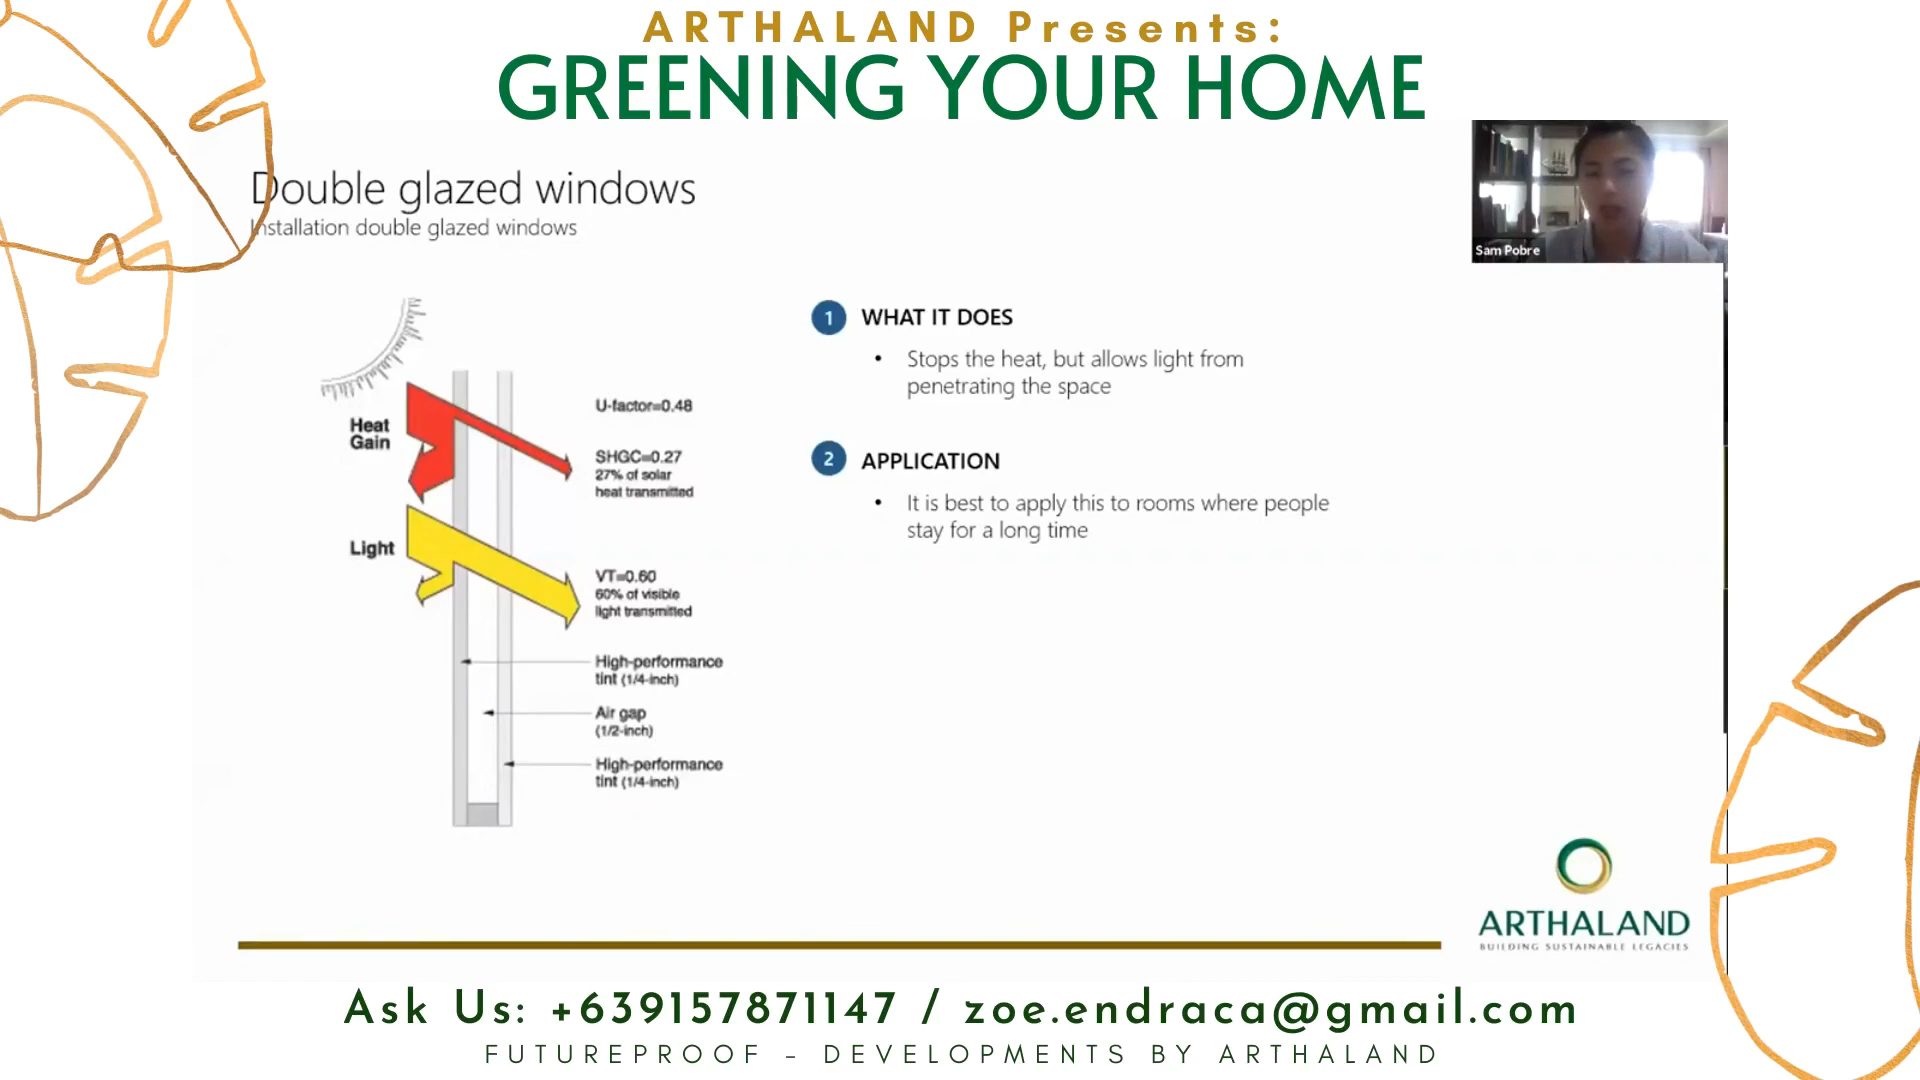 ARTHALAND Presents:
GREENING YOUR HOME
Double glazed windows
Installation double glazed windows
Sam Pobre
Heat
Gain
Light
U-factor=0.48
SHGC=0.27
27% of solar
heat transmitted
VT=0.60
60% of visible
light transmitted
High-performance
tint (1/4-inch)
Air gap
(1/2-inch)
High-performance
tint (1/4-inch)
1 WHAT IT DOES
• Stops the heat, but allows light from
penetrating the space
2 APPLICATION
• It is best to apply this to rooms where people
stay for a long time
ARTHALAND
BUILDING SUSTAINABLE LEGACIES
Ask Us: +639157871147 / zoe.endraca@gmail.com
FUTUREPROOF – DEVELOPMENTS BY ARTHALAND